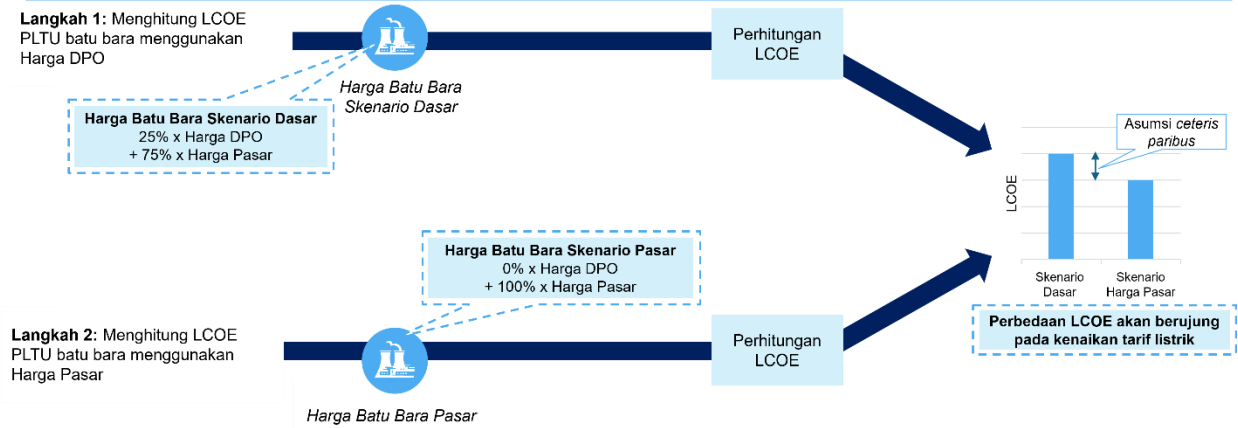 Langkah 1: Menghitung LCOE
PLTU batu bara menggunakan
Harga DPO
Harga Batu Bara
Skenario Dasar
Harga Batu Bara Skenario Dasar
25% x Harga DPO
+ 75% x Harga Pasar
Perhitungan
LCOE
Asumsi ceteris
paribus
LCOE
Skenario
Dasar
Skenario
Harga Pasar
Perbedaan LCOE akan berujung
pada kenaikan tarif listrik
Harga Batu Bara Skenario Pasar
0% x Harga DPO
+ 100% x Harga Pasar
Langkah 2: Menghitung LCOE
PLTU batu bara menggunakan
Harga Pasar
Harga Batu Bara Pasar
Perhitungan
LCOE